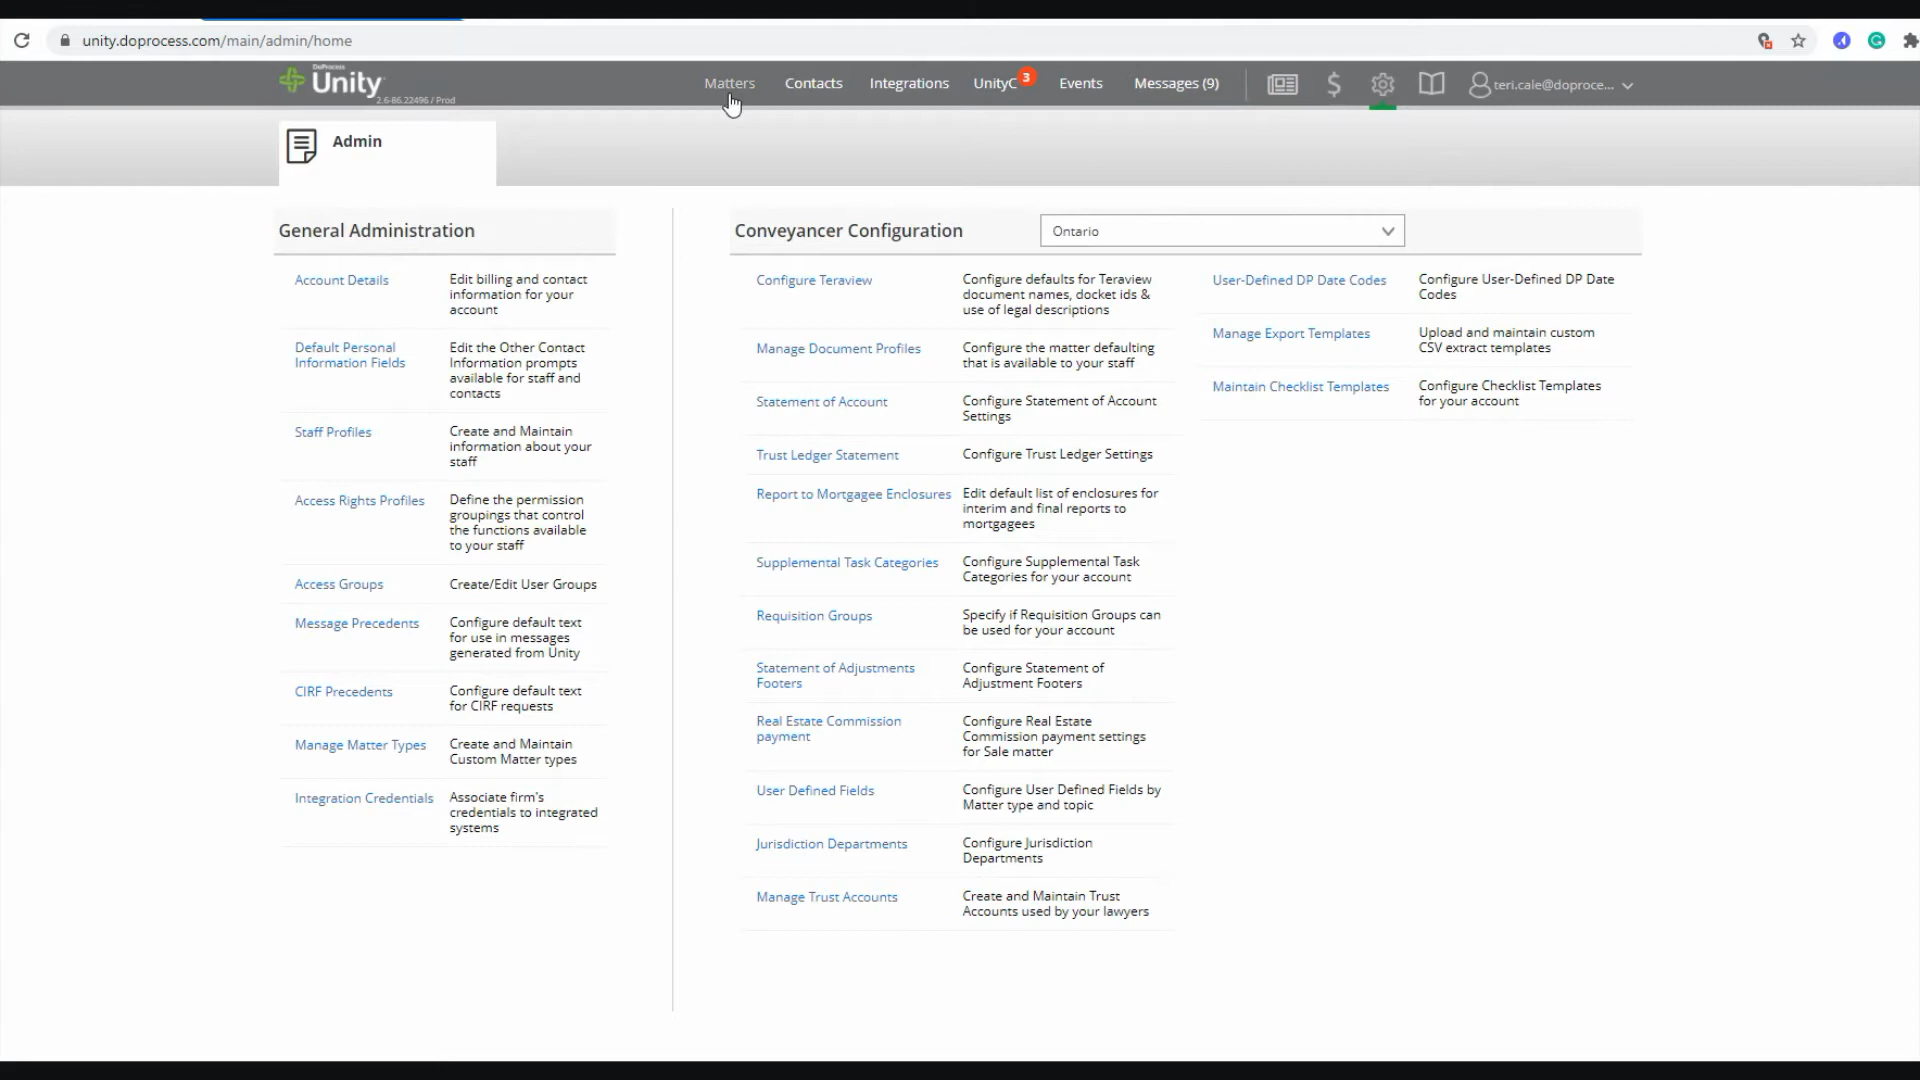 unity.doprocess.com/main/admin/home
DoProcess
Unity
2.6-86.22496 / Prod
Matters
Contacts
Integrations
UnityC
3
Events
Messages (9)
teri.cale@doproce...
Admin
General Administration
Account Details
Edit billing and contact
information for your
account
Default Personal
Information Fields
Edit the Other Contact
Information prompts
available for staff and
contacts
Staff Profiles
Create and Maintain
information about your
staff
Access Rights Profiles
Define the permission
groupings that control
the functions available
to your staff
Access Groups
Create/Edit User Groups
Message Precedents
Configure default text
for use in messages
generated from Unity
CIRF Precedents
Configure default text
for CIRF requests
Manage Matter Types
Create and Maintain
Custom Matter types
Integration Credentials
Associate firm's
credentials to integrated
systems
Conveyancer Configuration
Ontario
Configure Teraview
Configure defaults for Teraview
document names, docket ids &
use of legal descriptions
Manage Document Profiles
Configure the matter defaulting
that is available to your staff
Statement of Account
Configure Statement of Account
Settings
Trust Ledger Statement
Configure Trust Ledger Settings
Report to Mortgagee Enclosures
Edit default list of enclosures for
interim and final reports to
mortgagees
Supplemental Task Categories
Configure Supplemental Task
Categories for your account
Requisition Groups
Specify if Requisition Groups can
be used for your account
Statement of Adjustments
Footers
Configure Statement of
Adjustment Footers
Real Estate Commission
payment
Configure Real Estate
Commission payment settings
for Sale matter
User Defined Fields
Configure User Defined Fields by
Matter type and topic
Jurisdiction Departments
Configure Jurisdiction
Departments
Manage Trust Accounts
Create and Maintain Trust
Accounts used by your lawyers
User-Defined DP Date Codes
Configure User-Defined DP Date
Codes
Manage Export Templates
Upload and maintain custom
CSV extract templates
Maintain Checklist Templates
Configure Checklist Templates
for your account